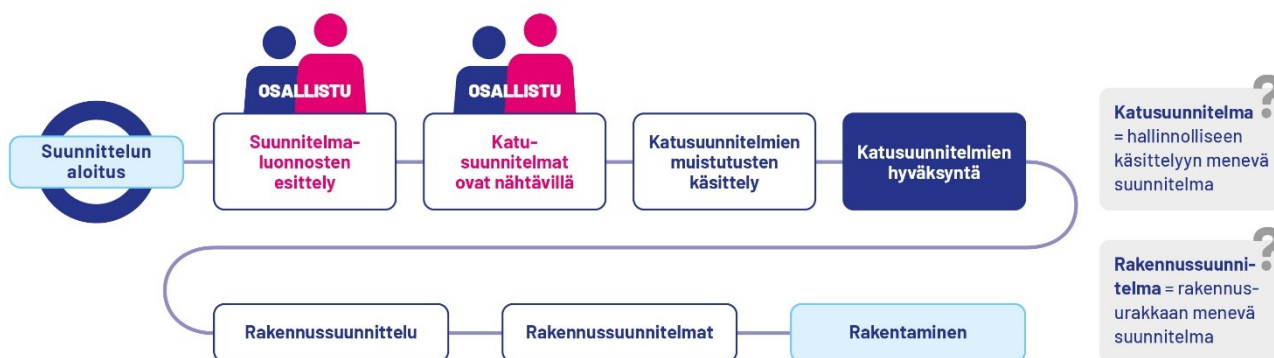 OSALLISTU
OSALLISTU
Suunnittelun
aloitus
Suunnitelma-
luonnosten
esittely
Katu-
suunnitelmat
ovat nähtävillä
Katusuunnitelmien
muistutusten
käsittely
Katusuunnitelmien
hyväksyntä
?
Katusuunnitelma
= hallinnolliseen
käsittelyyn menevä
suunnitelma
Rakennussuunnittelu
Rakennussuunnitelmat
Rakentaminen
?
Rakennussuunni-
telma = rakennus-
urakkaan menevä
suunnitelma